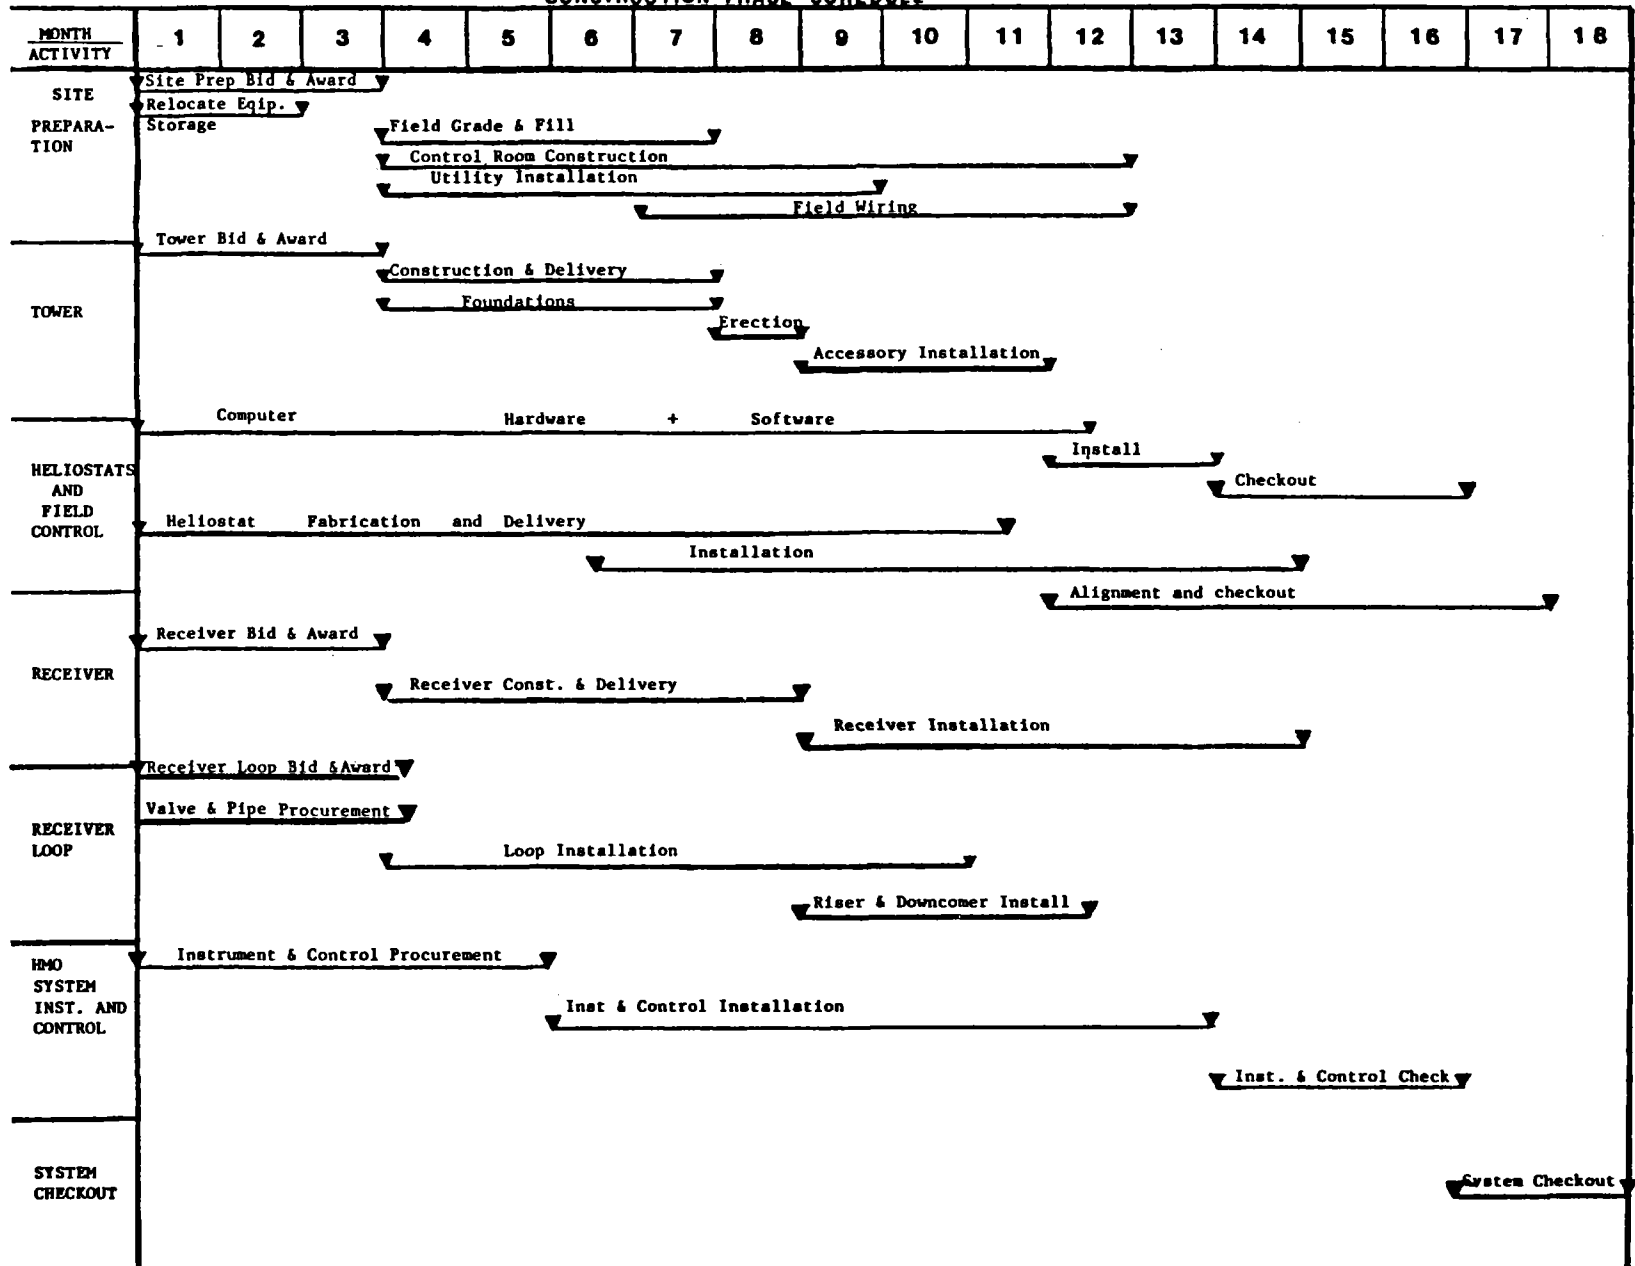 CONSTRUCTION PHASE SCHEDULE
MONTH
ACTIVITY
1 2 3 4 5 6 7 8 9 10 11 12 13 14 15 16 17 18
SITE
PREPARA-
TION
Site Prep Bid & Award
Relocate Eqip.
Storage
Field Grade & Fill
Control Room Construction
Utility Installation
Field Wiring
TOWER
Tower Bid & Award
Construction & Delivery
Foundations
Erection
Accessory Installation
HELIOSTATS
AND
FIELD
CONTROL
Computer Hardware + Software
Install
Checkout
Heliostat Fabrication and Delivery
Installation
Alignment and checkout
RECEIVER
Receiver Bid & Award
Receiver Const. & Delivery
Receiver Installation
RECEIVER
LOOP
Receiver Loop Bid &Award
Valve & Pipe Procurement
Loop Installation
Riser & Downcomer Install
HMO
SYSTEM
INST. AND
CONTROL
Instrument & Control Procurement
Inst & Control Installation
Inst. & Control Check
SYSTEM
CHECKOUT
System Checkout